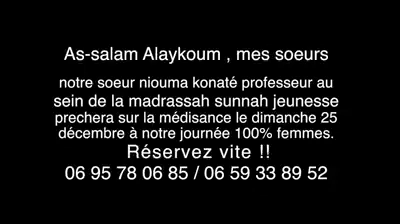 As-salam Alaykoum , mes soeurs
notre soeur niouma konaté professeur au
sein de la madrassah sunnah jeunesse
prechera sur la médisance le dimanche 25
décembre à notre journée 100% femmes.
Réservez vite !!
06 95 78 06 85 / 06 59 33 89 52